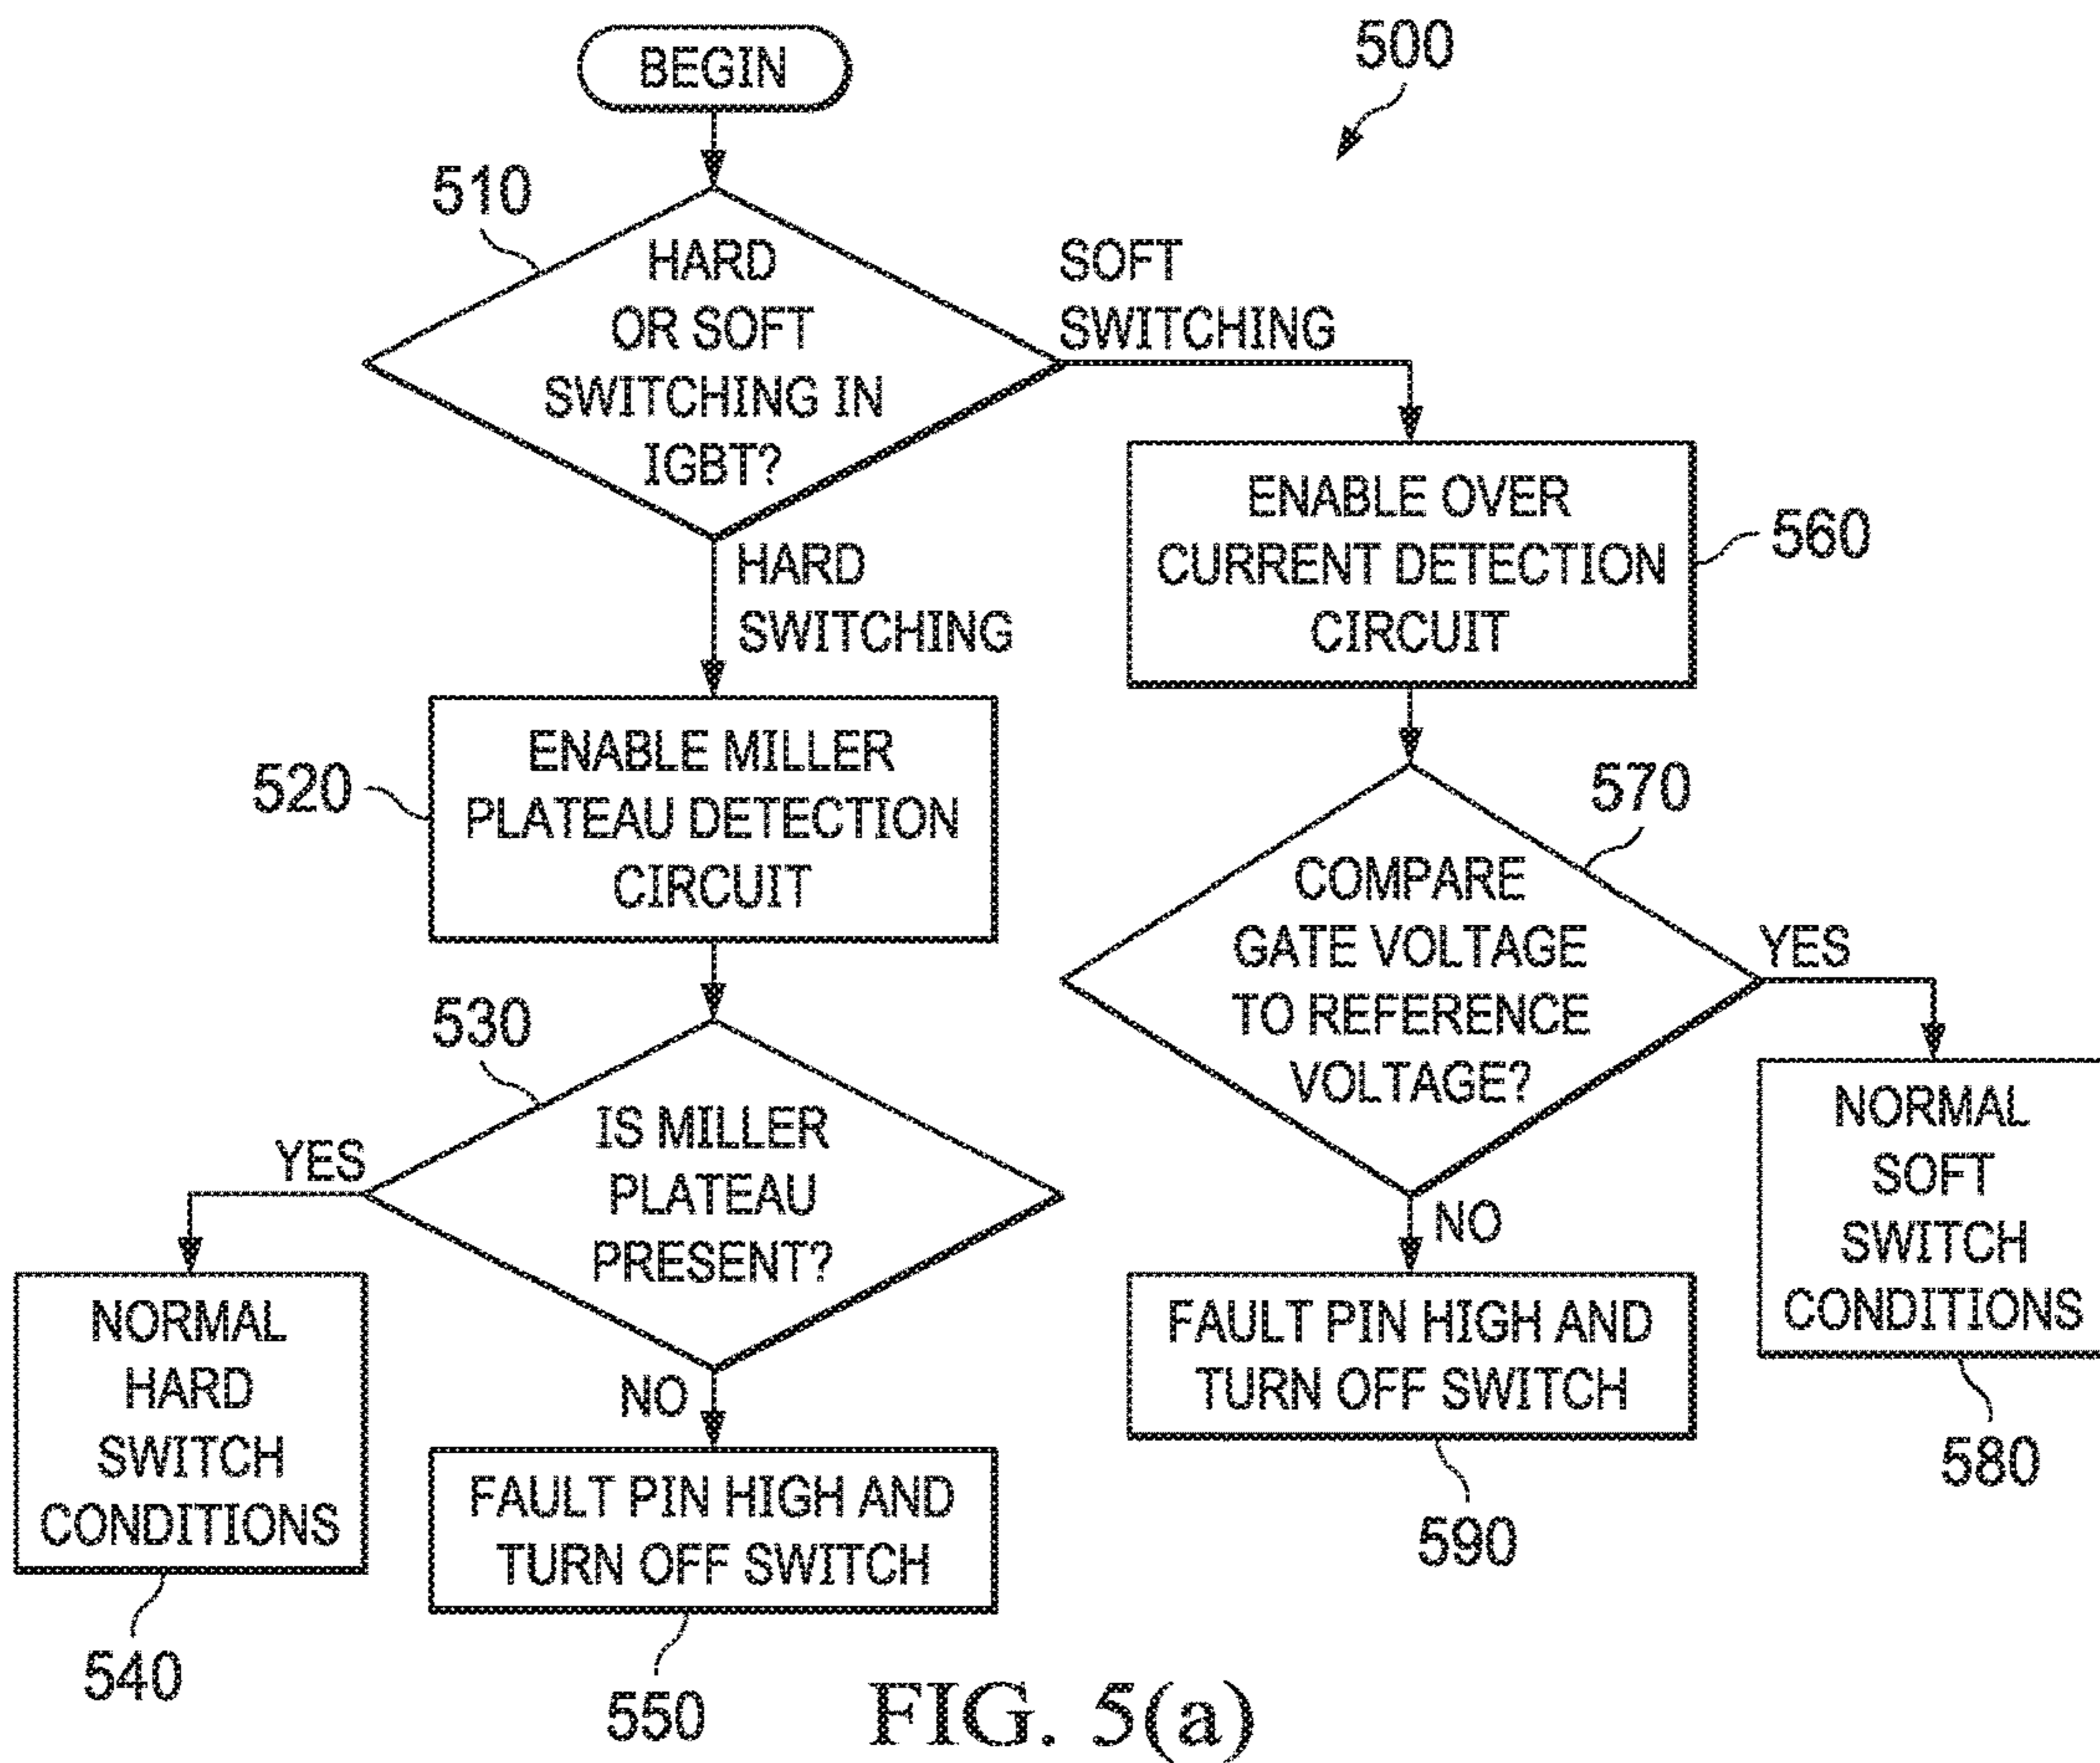 BEGIN
500
510
HARD
OR SOFT
SWITCHING IN
IGBT?
SOFT
SWITCHING
HARD
SWITCHING
ENABLE OVER
CURRENT DETECTION
CIRCUIT
560
520
ENABLE MILLER
PLATEAU DETECTION
CIRCUIT
570
COMPARE
GATE VOLTAGE
TO REFERENCE
VOLTAGE?
YES
NO
530
IS MILLER
PLATEAU
PRESENT?
YES
NO
NORMAL
SOFT
SWITCH
CONDITIONS
580
FAULT PIN HIGH AND
TURN OFF SWITCH
590
NORMAL
HARD
SWITCH
CONDITIONS
540
FAULT PIN HIGH AND
TURN OFF SWITCH
550
FIG. 5(a)